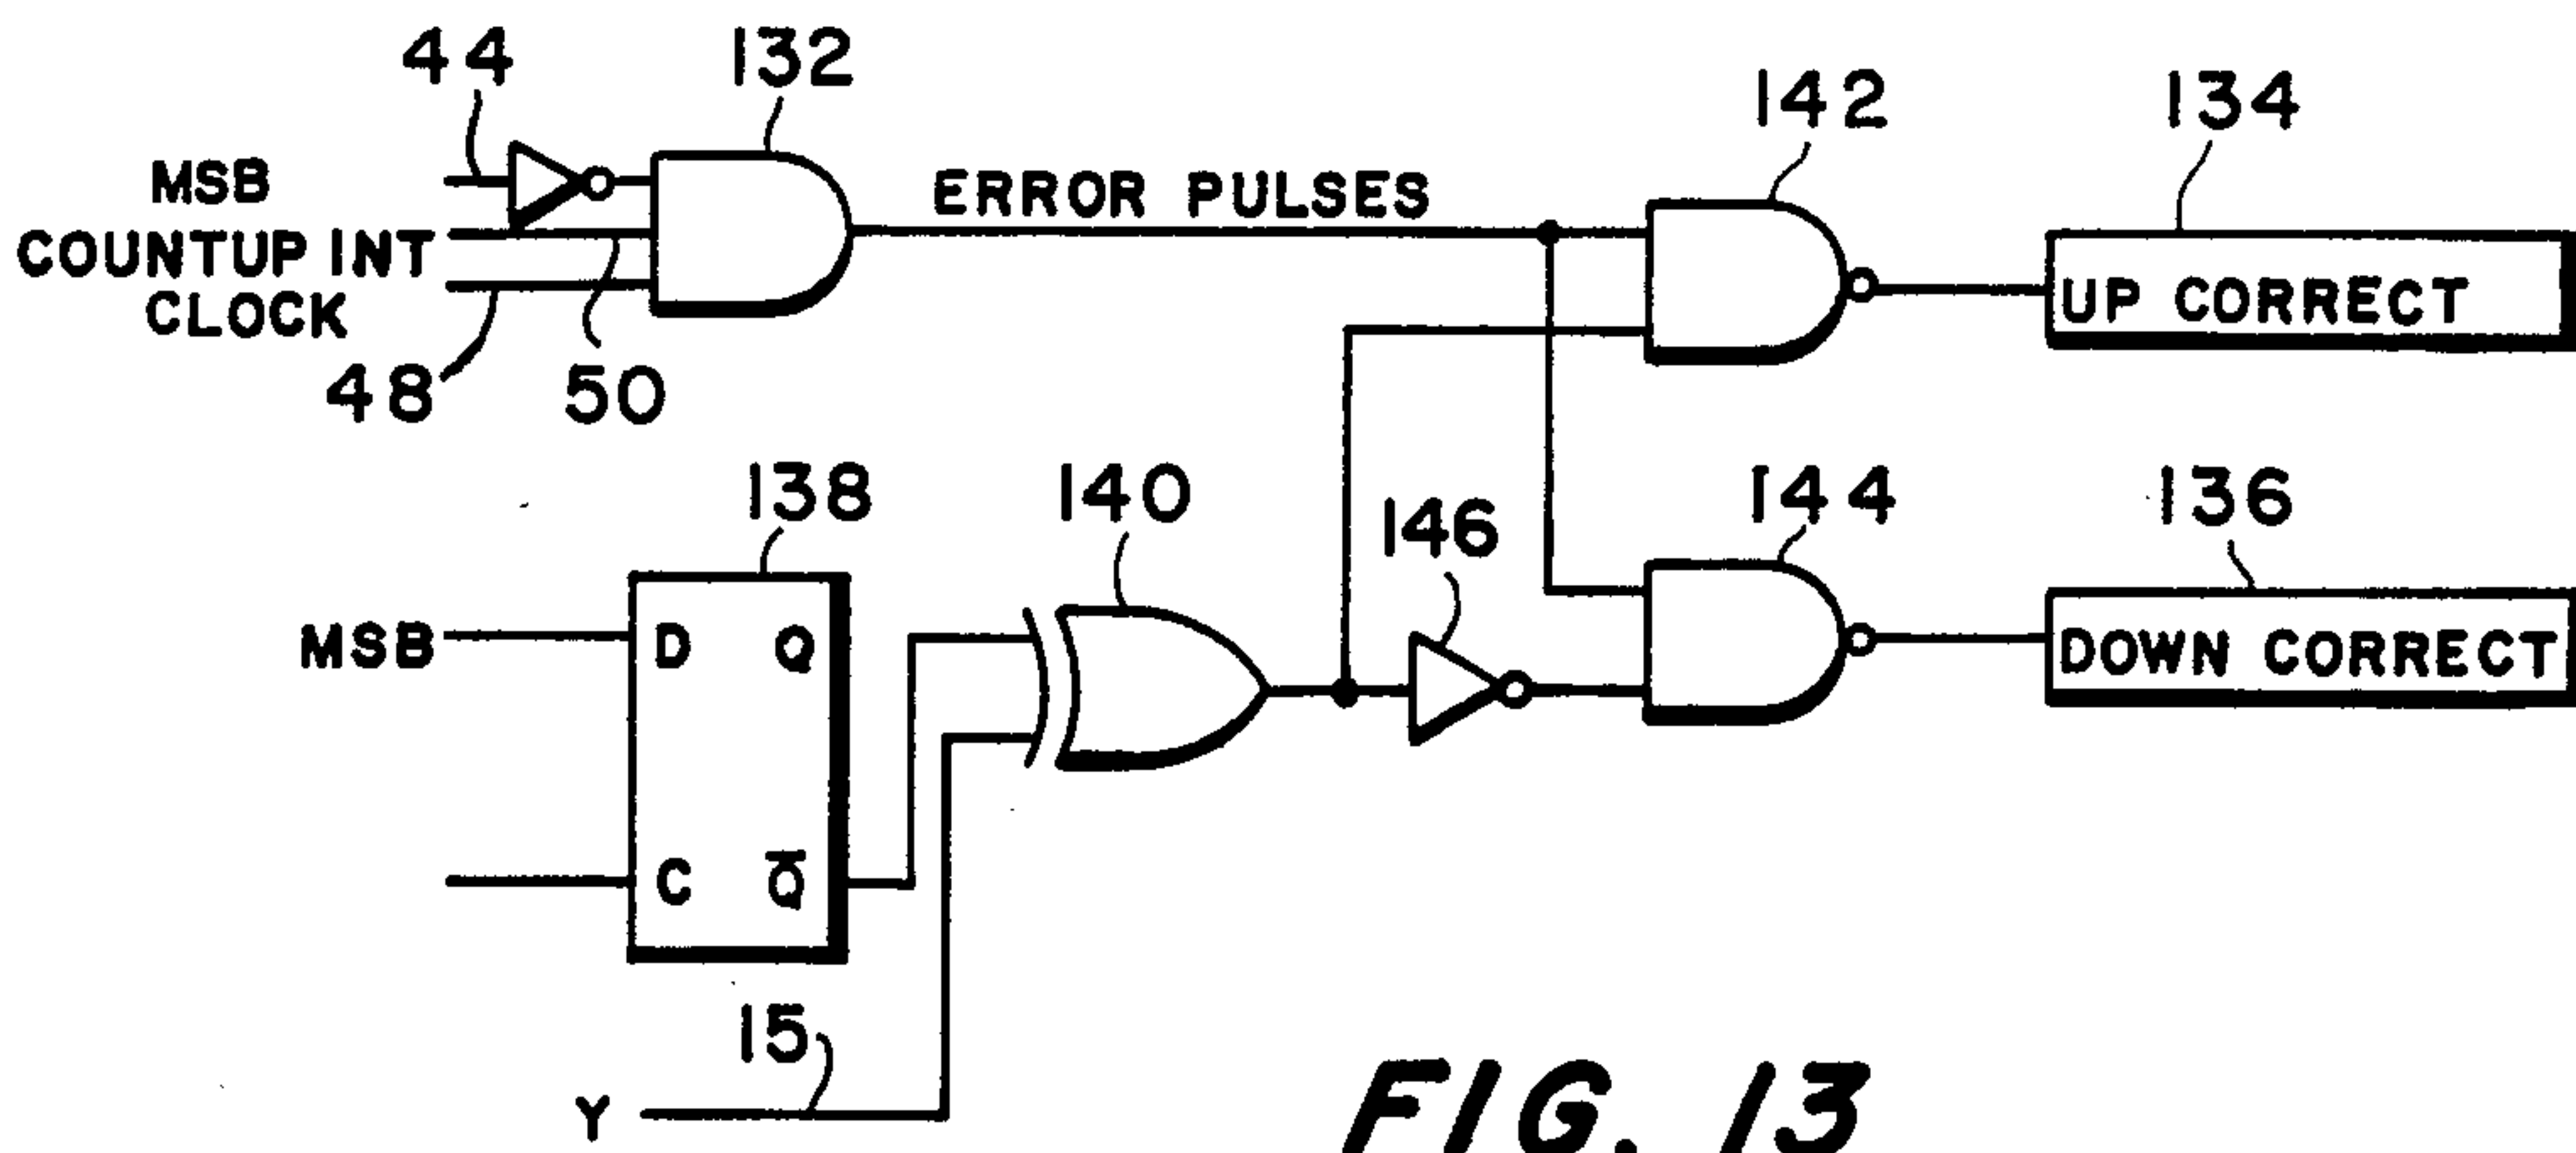 44
132
142
134
MSB
COUNTUP INT
CLOCK
ERROR PULSES
UP CORRECT
48
50
138
140
146
144
136
MSB
D Q
DOWN CORRECT
C Q̅
15
Y
FIG. 13